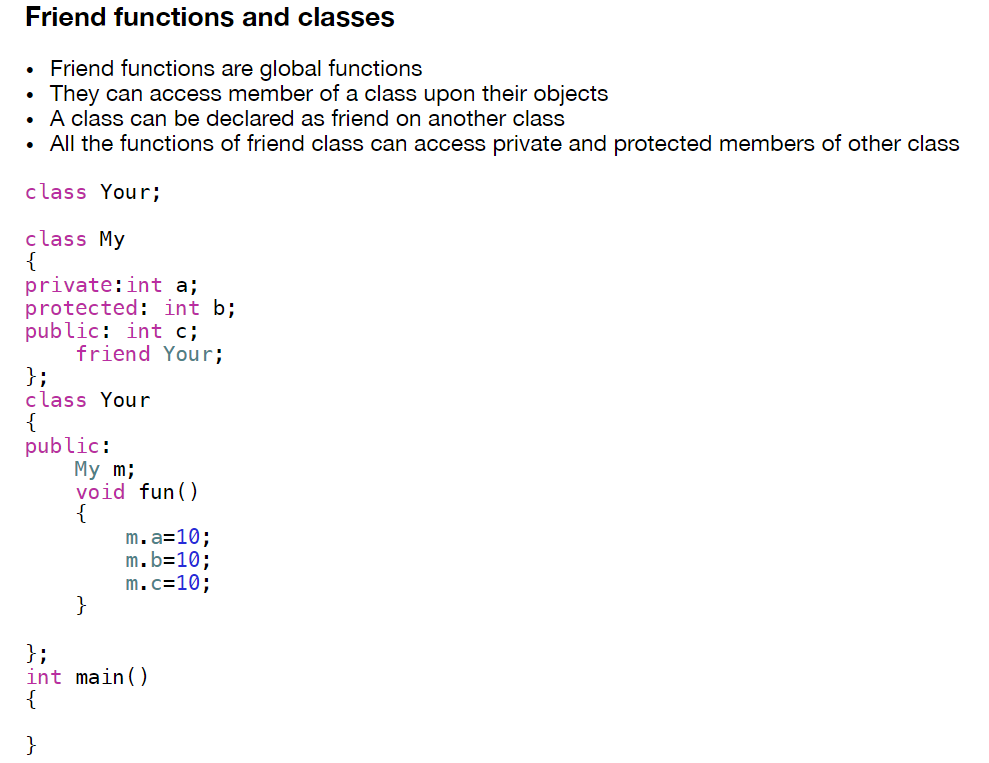 Friend functions and classes
• Friend functions are global functions
• They can access member of a class upon their objects
• A class can be declared as friend on another class
• All the functions of friend class can access private and protected members of other class
class Your;
class My
{
private:int a;
protected: int b;
public: int c;
    friend Your;
};
class Your
{
public:
    My m;
    void fun()
    {
        m.a=10;
        m.b=10;
        m.c=10;
    }
};
int main()
{
}